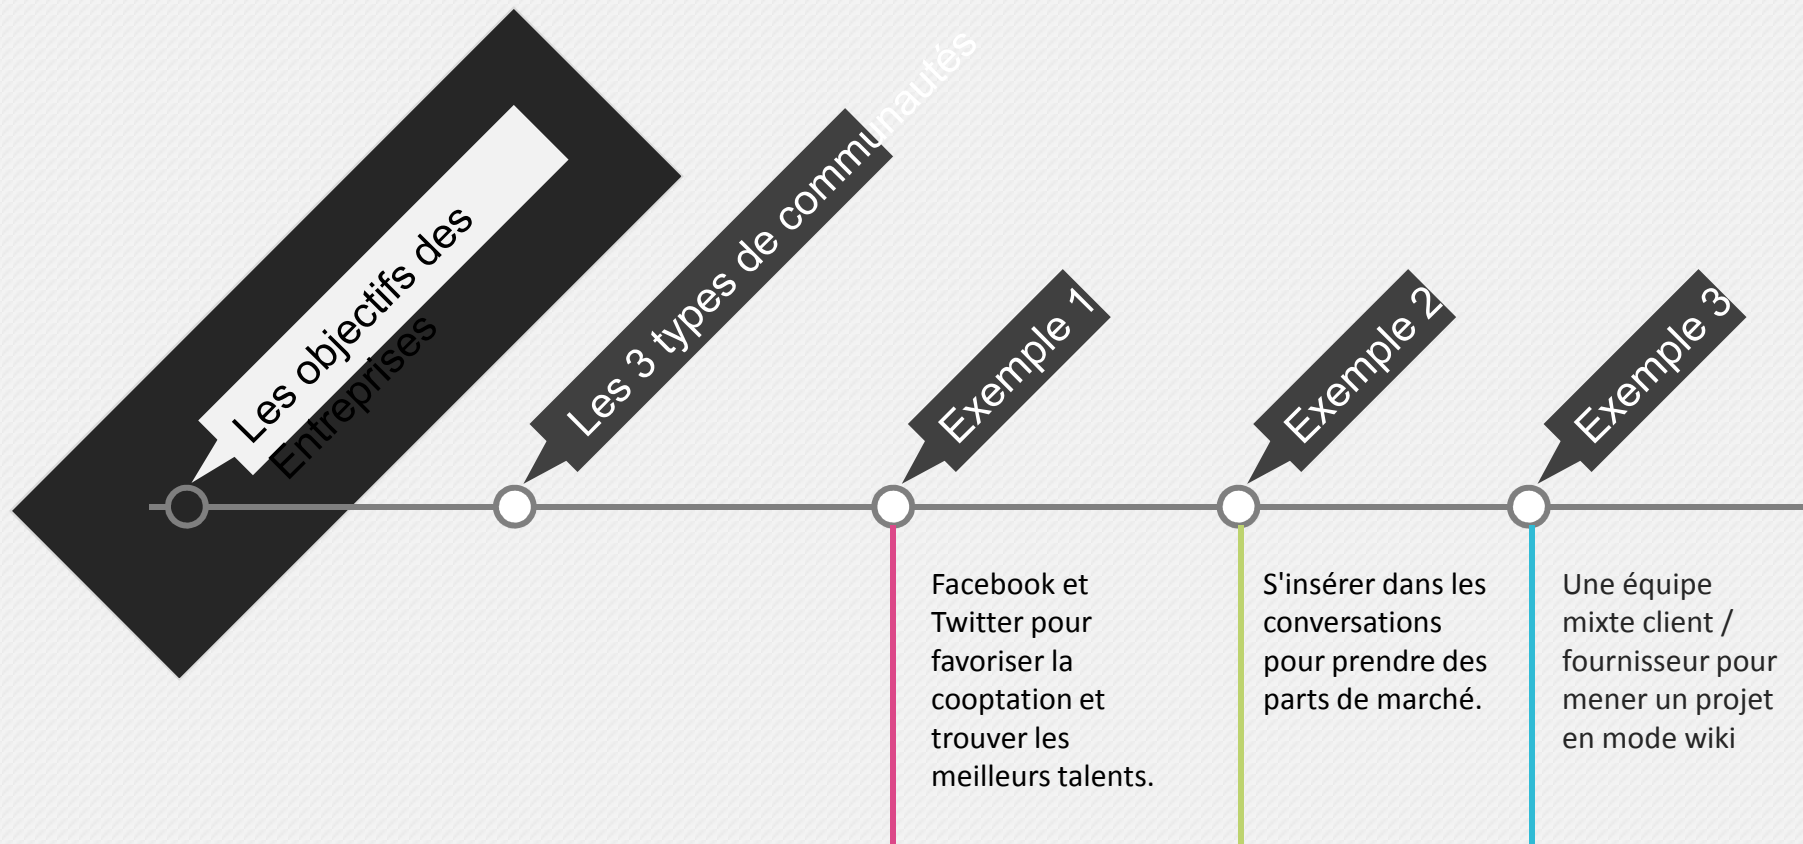 Les objectifs des
Entreprises
Les 3 types de communautés
Exemple 1
Exemple 2
Exemple 3
Facebook et
Twitter pour
favoriser la
cooptation et
trouver les
meilleurs talents.
S'insérer dans les
conversations
pour prendre des
parts de marché.
Une équipe
mixte client /
fournisseur pour
mener un projet
en mode wiki